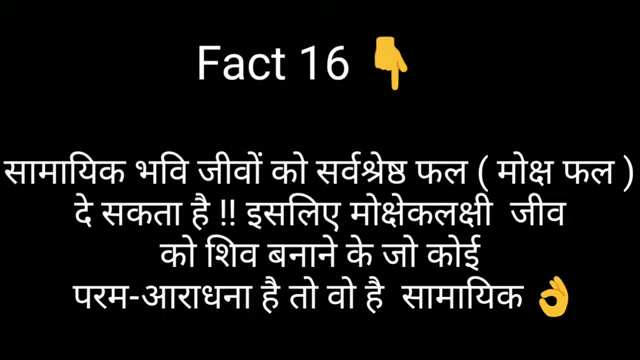 Fact 16 👇
सामायिक भवि जीवों को सर्वश्रेष्ठ फल ( मोक्ष फल )
दे सकता है !! इसलिए मोक्षेकलक्षी जीव
को शिव बनाने के जो कोई
परम-आराधना है तो वो है सामायिक 👌